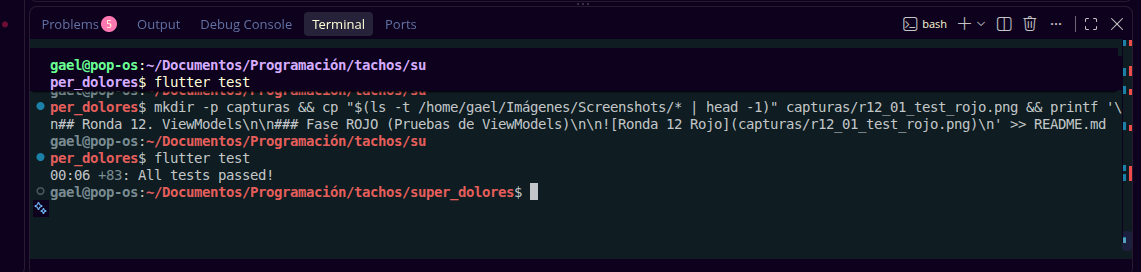 Problems 5 Output Debug Console Terminal Ports bash
gael@pop-os:~/Documentos/Programación/tachos/su
per_dolores$ flutter test
per_dolores$ mkdir -p capturas && cp "$(ls -t /home/gael/Imágenes/Screenshots/* | head -1)" capturas/r12_01_test_rojo.png && printf '\
n## Ronda 12. ViewModels\n\n### Fase ROJO (Pruebas de ViewModels)\n\n![Ronda 12 Rojo](capturas/r12_01_test_rojo.png)\n' >> README.md
gael@pop-os:~/Documentos/Programación/tachos/su
per_dolores$ flutter test
00:06 +83: All tests passed!
gael@pop-os:~/Documentos/Programación/tachos/super_dolores$